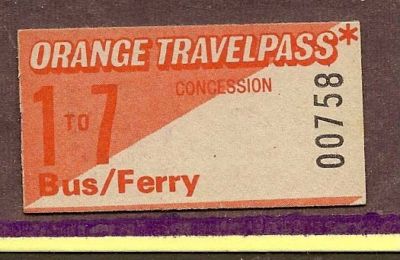 ORANGE TRAVELPASS*
CONCESSION
1 TO 7
Bus/Ferry
00758